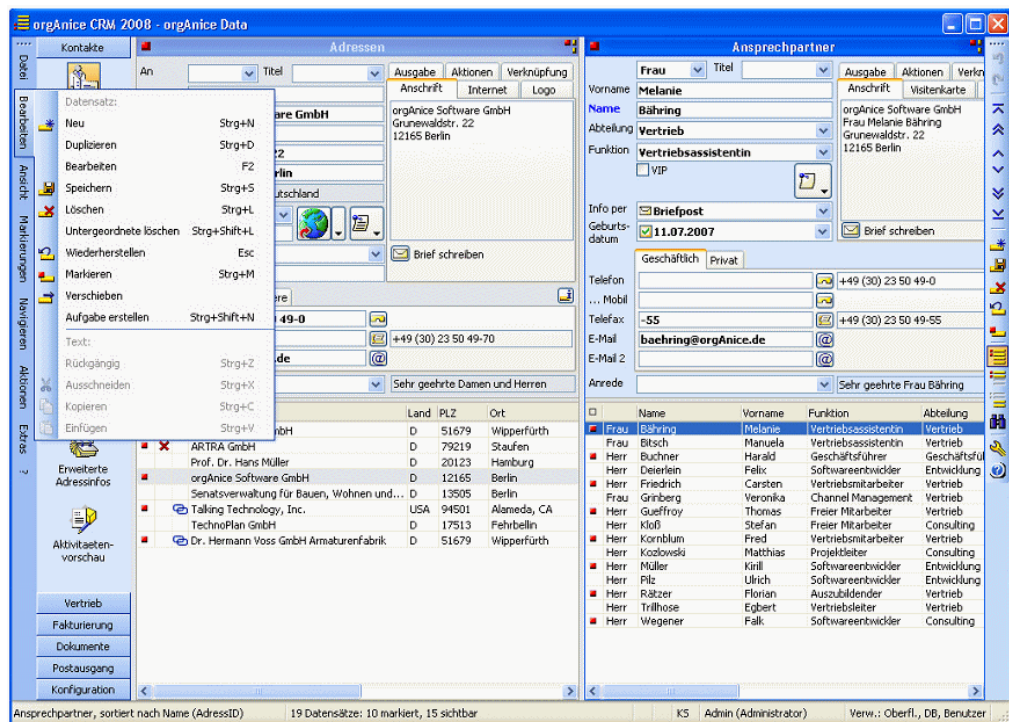 orgAnice CRM 2008 - orgAnice Data
Datei
Bearbeiten
Ansicht
Markierungen
Navigieren
Aktionen
Extras
?
Kontakte
Datensatz:
Neu Strg+N
Duplizieren Strg+D
Bearbeiten F2
Speichern Strg+S
Löschen Strg+L
Untergeordnete löschen Strg+Shift+L
Wiederherstellen Esc
Markieren Strg+M
Verschieben
Aufgabe erstellen Strg+Shift+N
Text:
Rückgängig Strg+Z
Ausschneiden Strg+X
Kopieren Strg+C
Einfügen Strg+V
Erweiterte
Adressinfos
Aktivitaeten-
vorschau
Vertrieb
Fakturierung
Dokumente
Postausgang
Konfiguration
Adressen
An Titel
Ausgabe Aktionen Verknüpfung
Anschrift Internet Logo
orgAnice Software GmbH
Grunewaldstr. 22
12165 Berlin
Brief schreiben
49-0
+49 (30) 23 50 49-70
.de
Sehr geehrte Damen und Herren
Land PLZ Ort
D 51679 Wipperfürth
ARTRA GmbH D 79219 Staufen
Prof. Dr. Hans Müller D 20123 Hamburg
orgAnice Software GmbH D 12165 Berlin
Senatsverwaltung für Bauen, Wohnen und... D 13505 Berlin
Talking Technology, Inc. USA 94501 Alameda, CA
TechnoPlan GmbH D 17513 Fehrbellin
Dr. Hermann Voss GmbH Armaturenfabrik D 51679 Wipperfürth
Ansprechpartner
Frau Titel
Vorname Melanie
Name Bähring
Abteilung Vertrieb
Funktion Vertriebsassistentin
VIP
Info per Briefpost
Geburts-
datum 11.07.2007
Ausgabe Aktionen Verkn
Anschrift Visitenkarte
orgAnice Software GmbH
Frau Melanie Bähring
Grunewaldstr. 22
12165 Berlin
Brief schreiben
Geschäftlich Privat
Telefon +49 (30) 23 50 49-0
... Mobil
Telefax -55 +49 (30) 23 50 49-55
E-Mail baehring@orgAnice.de
E-Mail 2
Anrede Sehr geehrte Frau Bähring
Name Vorname Funktion Abteilung
Frau Bähring Melanie Vertriebsassistentin Vertrieb
Frau Bitsch Manuela Vertriebsassistentin Vertrieb
Herr Buchner Harald Geschäftsführer Geschäftsfül
Herr Deierlein Felix Softwareentwickler Entwicklung
Herr Friedrich Carsten Vertriebsmitarbeiter Vertrieb
Frau Grinberg Veronika Channel Management Vertrieb
Herr Gueffroy Thomas Freier Mitarbeiter Vertrieb
Herr Kloß Stefan Freier Mitarbeiter Consulting
Herr Kornblum Fred Vertriebsmitarbeiter Vertrieb
Herr Kozlowski Matthias Projektleiter Consulting
Herr Müller Kirill Softwareentwickler Entwicklung
Herr Pilz Ulrich Softwareentwickler Entwicklung
Herr Rätzer Florian Auszubildender Vertrieb
Herr Trillhose Egbert Vertriebsleiter Vertrieb
Herr Wegener Falk Softwareentwickler Consulting
Ansprechpartner, sortiert nach Name (AdressID) 19 Datensätze: 10 markiert, 15 sichtbar K5 Admin (Administrator) Verw.: Oberfl., DB, Benutzer